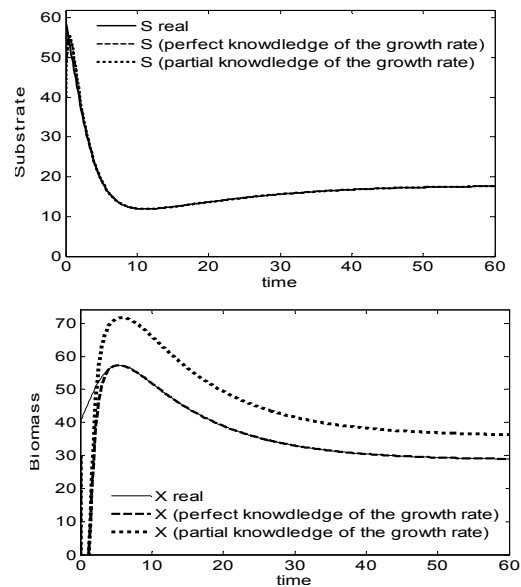 S real
S (perfect knowdledge of the growth rate)
S (partial knowdledge of the growth rate)
Substrate
60
50
40
30
20
10
0
0 10 20 30 40 50 60
time
Biomass
70
60
50
40
30
20
10
0
X real
X (perfect knowdledge of the growth rate)
X (partial knowdledge of the growth rate)
0 10 20 30 40 50 60
time